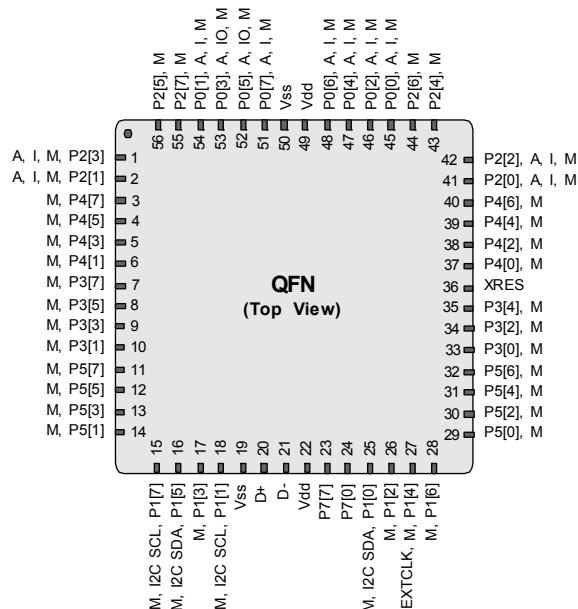 P2[5], M
P2[7], M
P0[1], A, I, M
P0[3], A, IO, M
P0[5], A, IO, M
P0[7], A, I, M
Vss
Vdd
P0[6], A, I, M
P0[4], A, I, M
P0[2], A, I, M
P0[0], A, I, M
P2[6], M
P2[4], M
56
55
54
53
52
51
50
49
48
47
46
45
44
43
A, I, M, P2[3] 1
A, I, M, P2[1] 2
M, P4[7] 3
M, P4[5] 4
M, P4[3] 5
M, P4[1] 6
M, P3[7] 7
M, P3[5] 8
M, P3[3] 9
M, P3[1] 10
M, P5[7] 11
M, P5[5] 12
M, P5[3] 13
M, P5[1] 14
QFN
(Top View)
42 P2[2], A, I, M
41 P2[0], A, I, M
40 P4[6], M
39 P4[4], M
38 P4[2], M
37 P4[0], M
36 XRES
35 P3[4], M
34 P3[2], M
33 P3[0], M
32 P5[6], M
31 P5[4], M
30 P5[2], M
29 P5[0], M
15
16
17
18
19
20
21
22
23
24
25
26
27
28
M, I2C SCL, P1[7]
M, I2C SDA, P1[5]
M, P1[3]
M, I2C SCL, P1[1]
Vss
D+
D-
Vdd
P7[7]
P7[0]
M, I2C SDA, P1[0]
M, P1[2]
EXTCLK, M, P1[4]
M, P1[6]